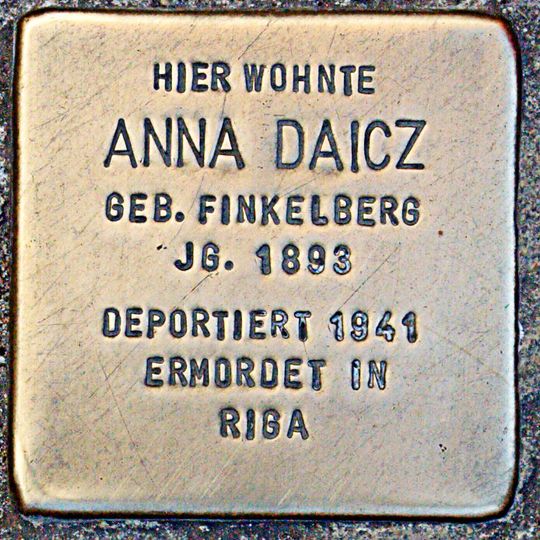 HIER WOHNTE
ANNA DAICZ
GEB. FINKELBERG
JG. 1893
DEPORTIERT 1941
ERMORDET IN
RIGA